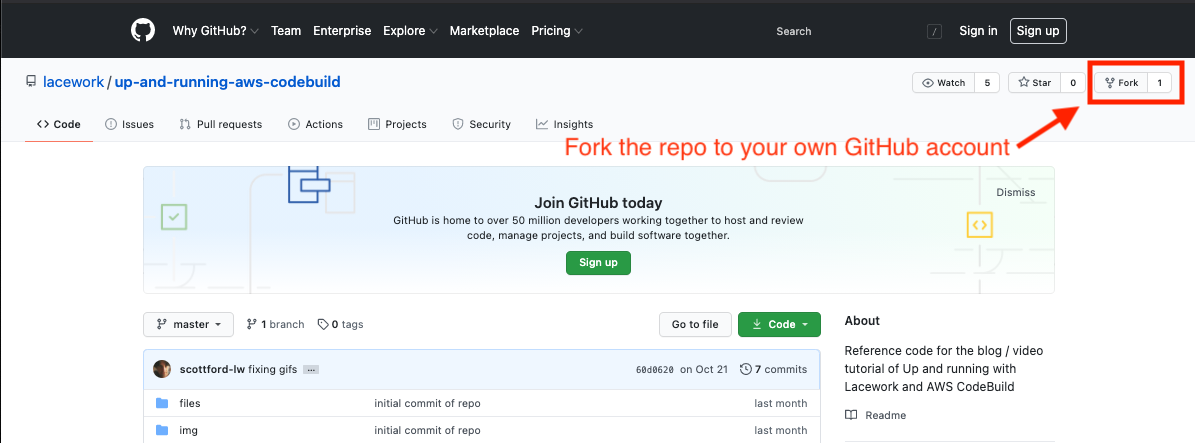 Why GitHub? Team Enterprise Explore Marketplace Pricing Search / Sign in Sign up
lacework / up-and-running-aws-codebuild Watch 5 Star 0 Fork 1
Code Issues Pull requests Actions Projects Security Insights
Fork the repo to your own GitHub account
Join GitHub today Dismiss
GitHub is home to over 50 million developers working together to host and review
code, manage projects, and build software together.
Sign up
master 1 branch 0 tags Go to file Code
About
scottford-lw fixing gifs ... 60d0620 on Oct 21 7 commits
Reference code for the blog / video
tutorial of Up and running with
Lacework and AWS CodeBuild
files initial commit of repo last month
Readme
img initial commit of repo last month